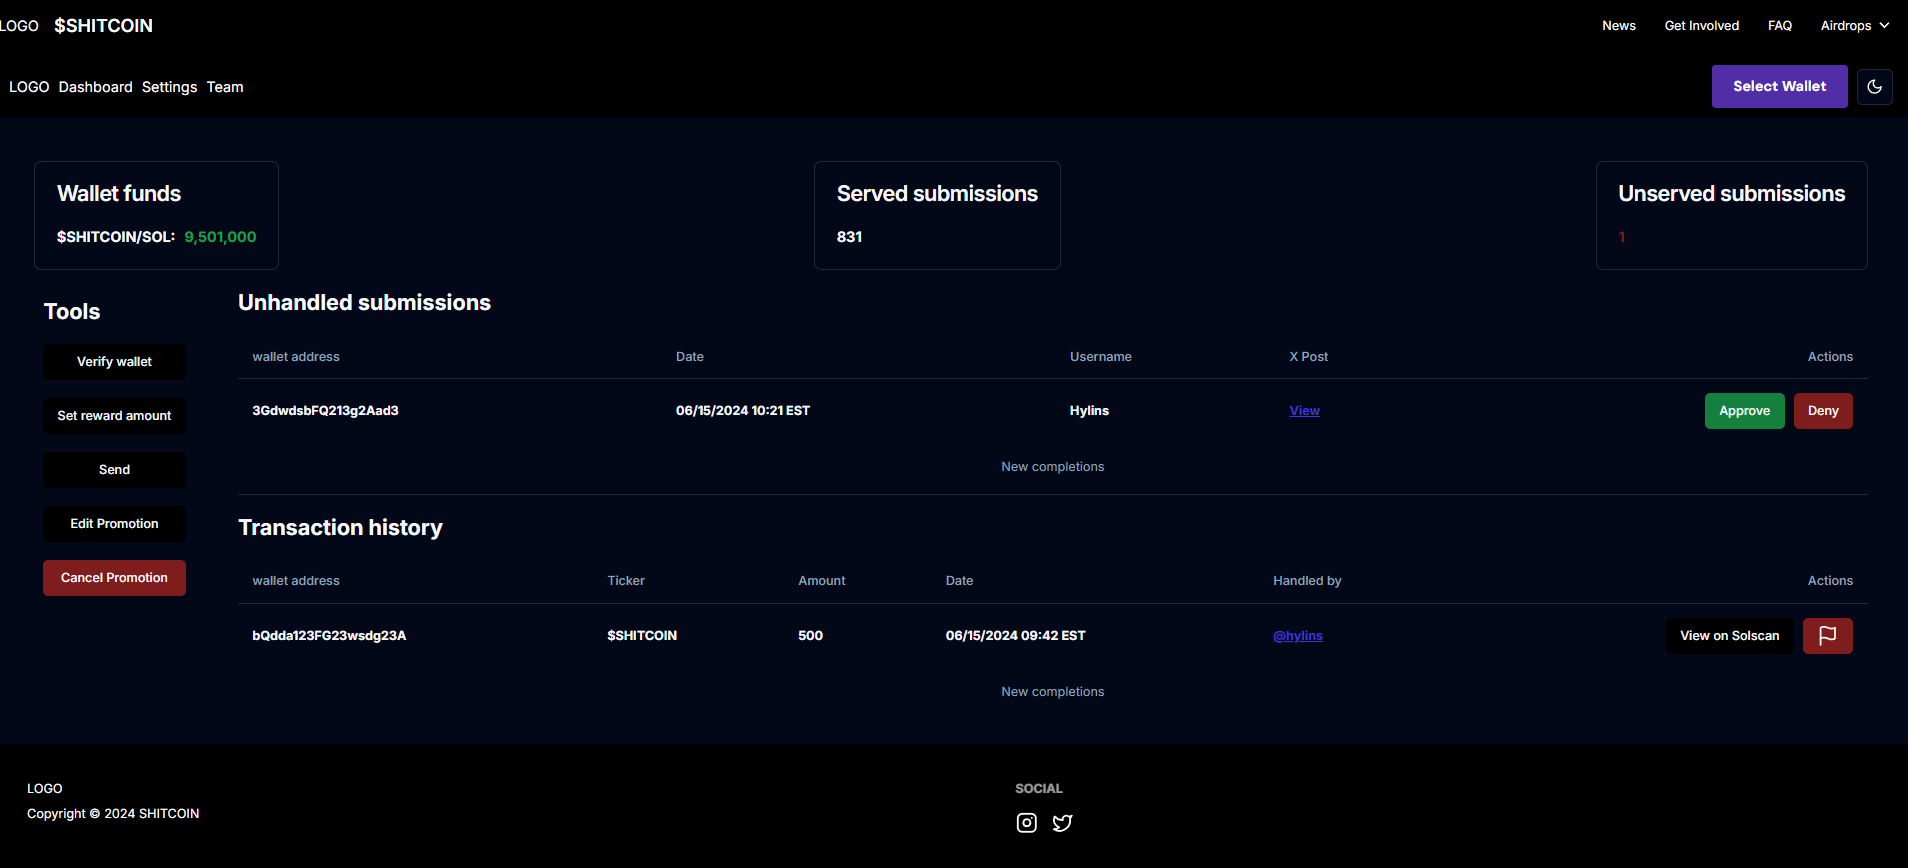 LOGO $SHITCOIN News Get Involved FAQ Airdrops
LOGO Dashboard Settings Team Select Wallet
Wallet funds
$SHITCOIN/SOL: 9,501,000
Served submissions
831
Unserved submissions
1
Tools
Verify wallet
Set reward amount
Send
Edit Promotion
Cancel Promotion
Unhandled submissions
wallet address Date Username X Post Actions
3GdwdsbFQ213g2Aad3 06/15/2024 10:21 EST Hylins View Approve Deny
New completions
Transaction history
wallet address Ticker Amount Date Handled by Actions
bQdda123FG23wsdg23A $SHITCOIN 500 06/15/2024 09:42 EST @hylins View on Solscan
New completions
LOGO
Copyright © 2024 SHITCOIN
SOCIAL